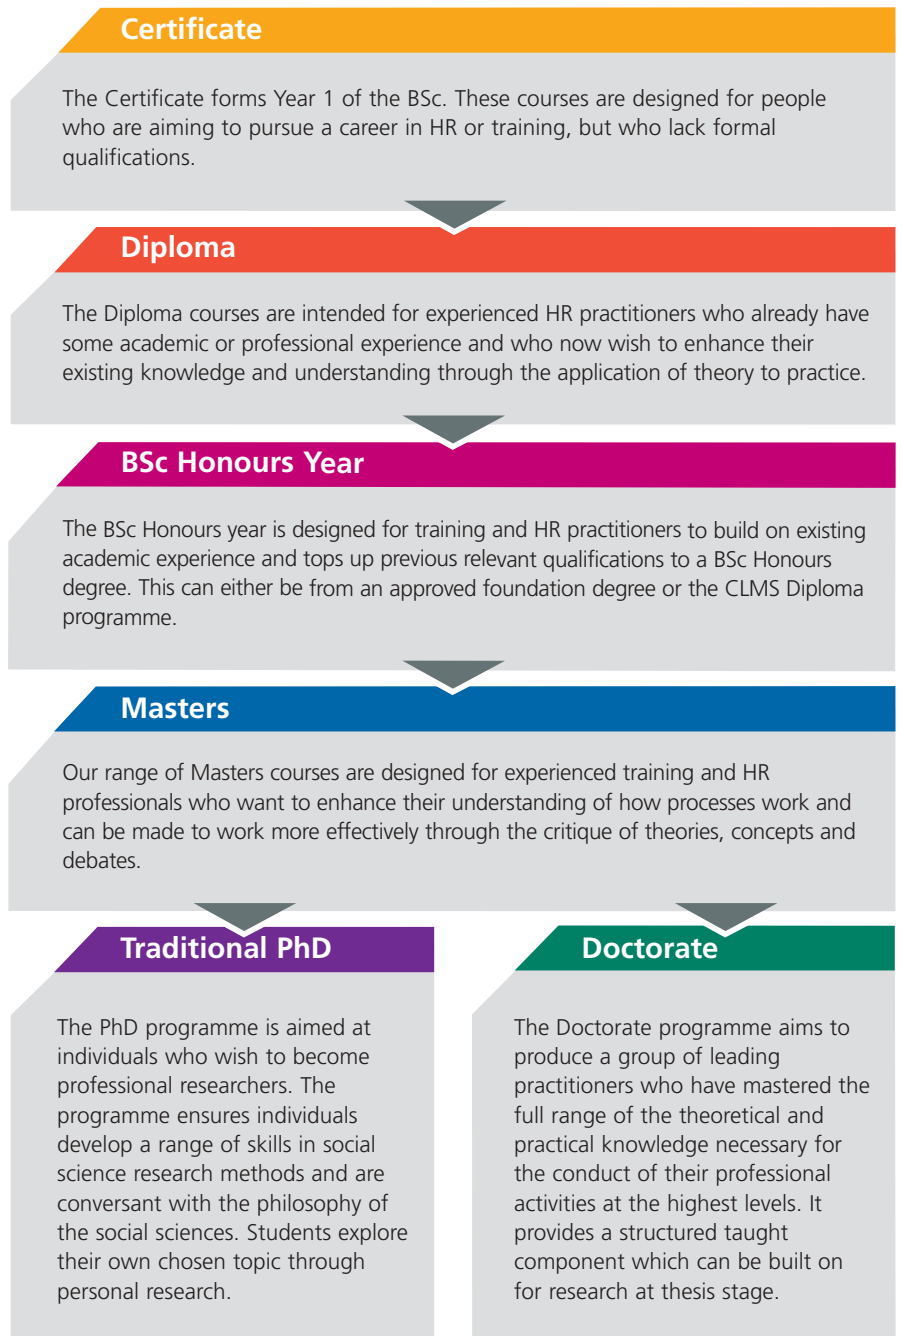 Certificate
The Certificate forms Year 1 of the BSc. These courses are designed for people
who are aiming to pursue a career in HR or training, but who lack formal
qualifications.
Diploma
The Diploma courses are intended for experienced HR practitioners who already have
some academic or professional experience and who now wish to enhance their
existing knowledge and understanding through the application of theory to practice.
BSc Honours Year
The BSc Honours year is designed for training and HR practitioners to build on existing
academic experience and tops up previous relevant qualifications to a BSc Honours
degree. This can either be from an approved foundation degree or the CLMS Diploma
programme.
Masters
Our range of Masters courses are designed for experienced training and HR
professionals who want to enhance their understanding of how processes work and
can be made to work more effectively through the critique of theories, concepts and
debates.
Traditional PhD
The PhD programme is aimed at
individuals who wish to become
professional researchers. The
programme ensures individuals
develop a range of skills in social
science research methods and are
conversant with the philosophy of
the social sciences. Students explore
their own chosen topic through
personal research.
Doctorate
The Doctorate programme aims to
produce a group of leading
practitioners who have mastered the
full range of the theoretical and
practical knowledge necessary for
the conduct of their professional
activities at the highest levels. It
provides a structured taught
component which can be built on
for research at thesis stage.